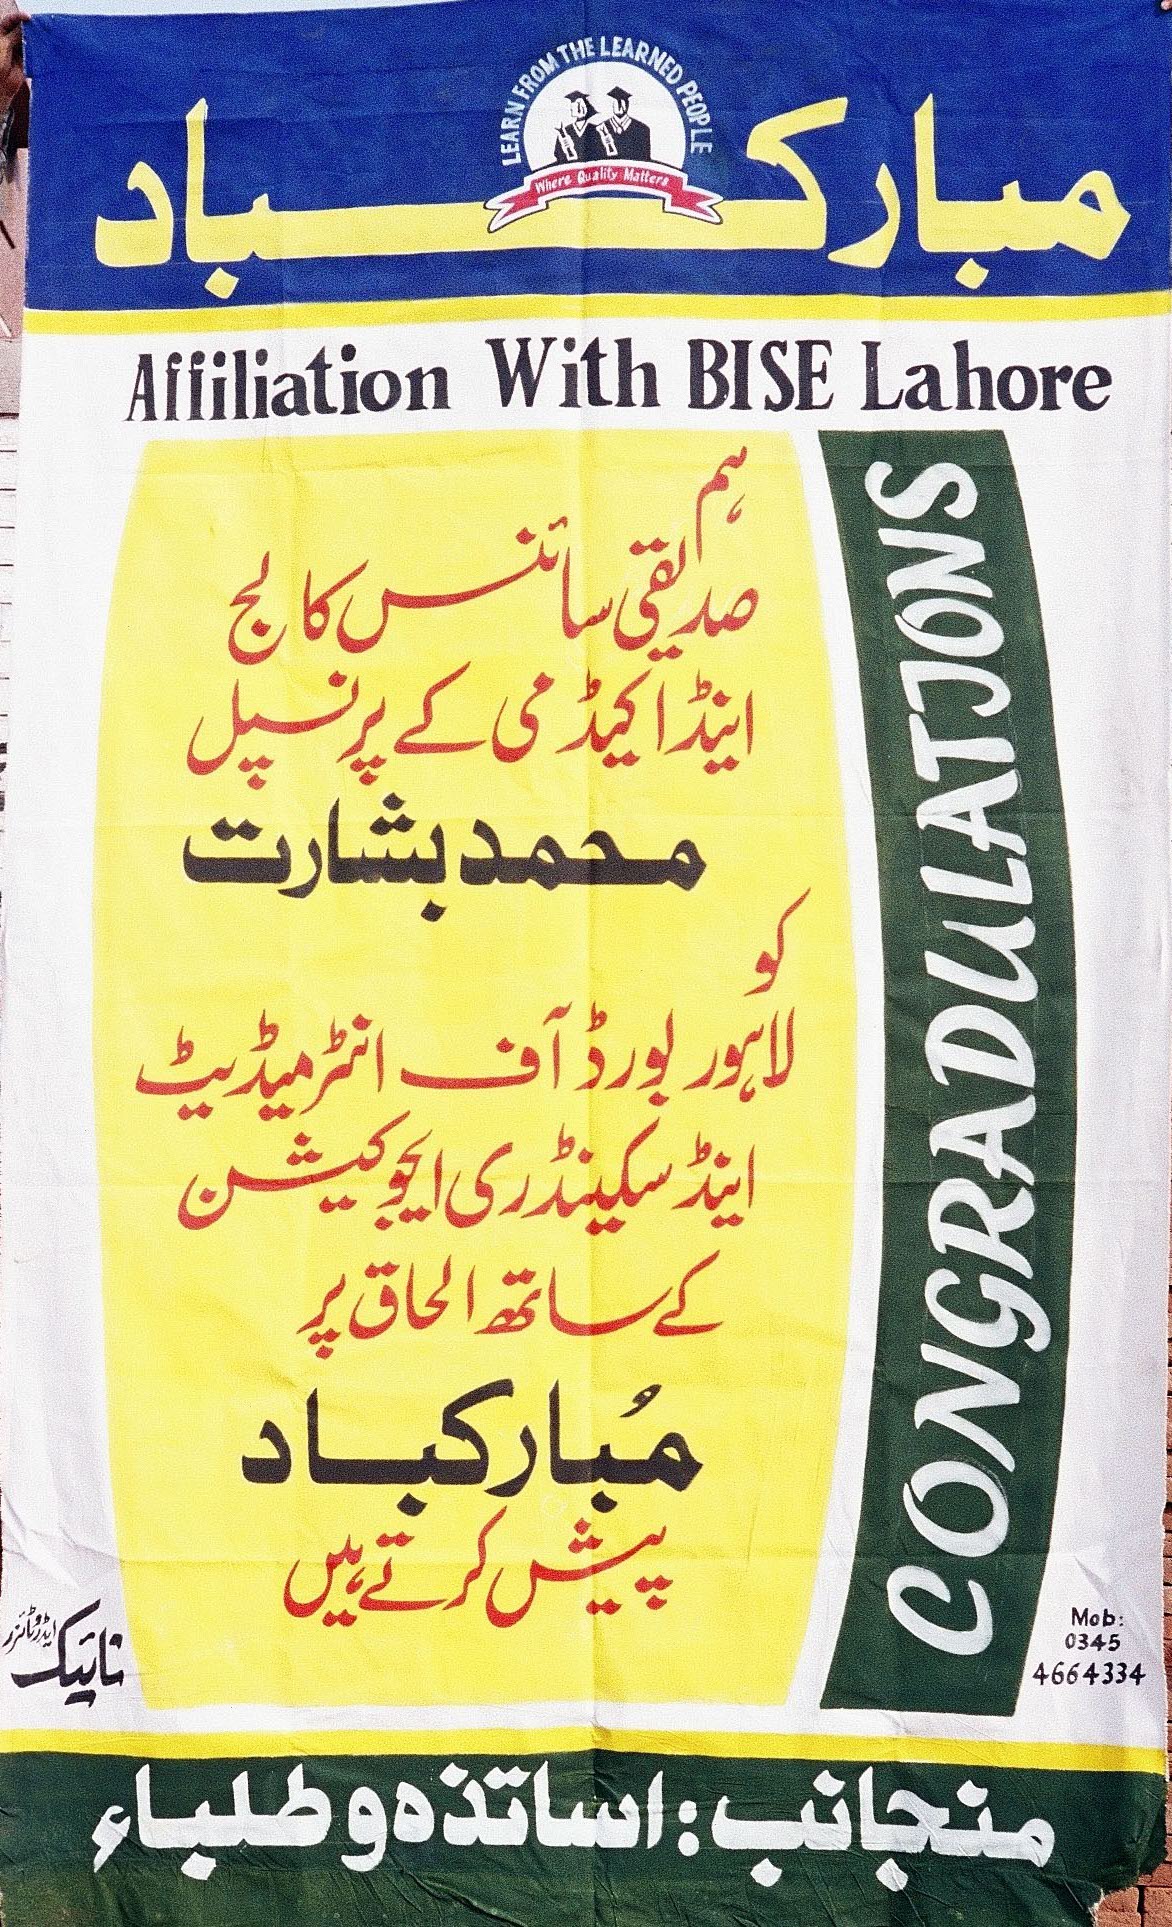 LEARN FROM THE LEARNED PEOPLE
Where Quality Matters
مبارکباد
Affiliation With BISE Lahore
ہم
صدیقی سائنس کالج
اینڈ اکیڈمی کے پرنسپل
محمد بشارت
کو
لاہور بورڈ آف انٹرمیڈیٹ
اینڈ سکینڈری ایجوکیشن
کے ساتھ الحاق پر
مُبارکباد
پیش کرتے ہیں
CONGRADULATIONS
نائیک ایڈورٹائزر
Mob:
0345
4664334
منجانب: اساتذہ و طلباء